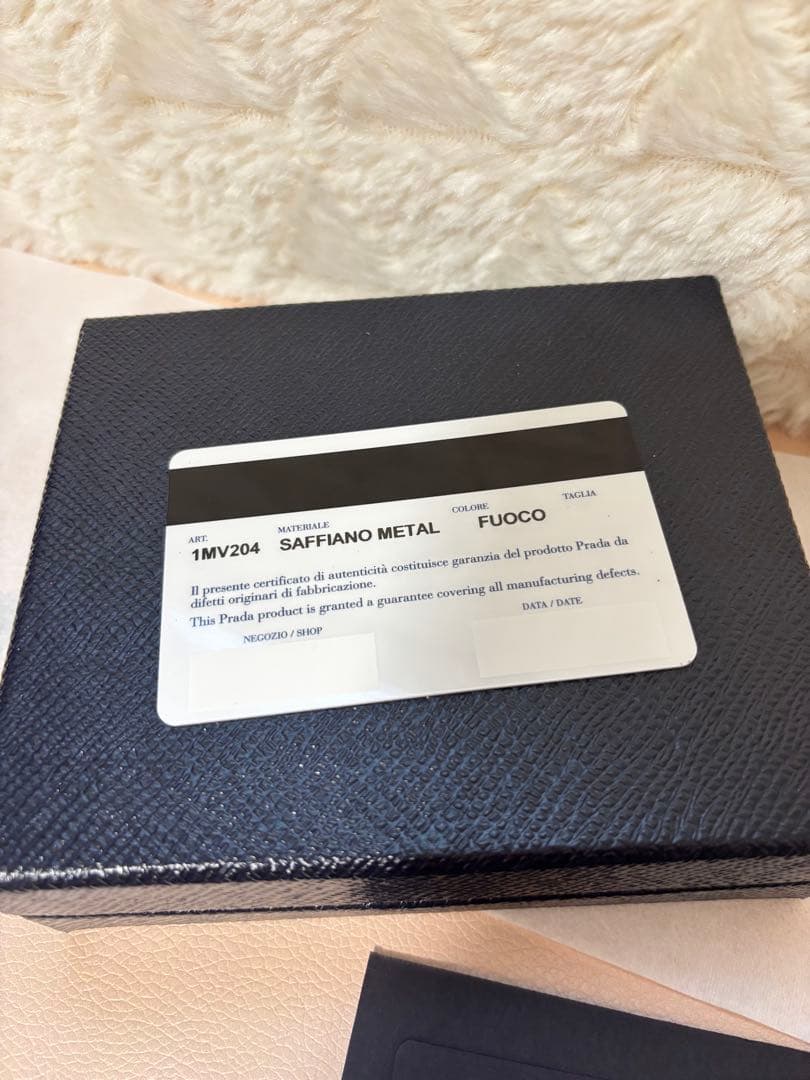 ART. MATERIALE COLORE TAGLIA
1MV204 SAFFIANO METAL FUOCO
Il presente certificato di autenticità costituisce garanzia del prodotto Prada da
difetti originari di fabbricazione.
This Prada product is granted a guarantee covering all manufacturing defects.
NEGOZIO / SHOP DATA / DATE